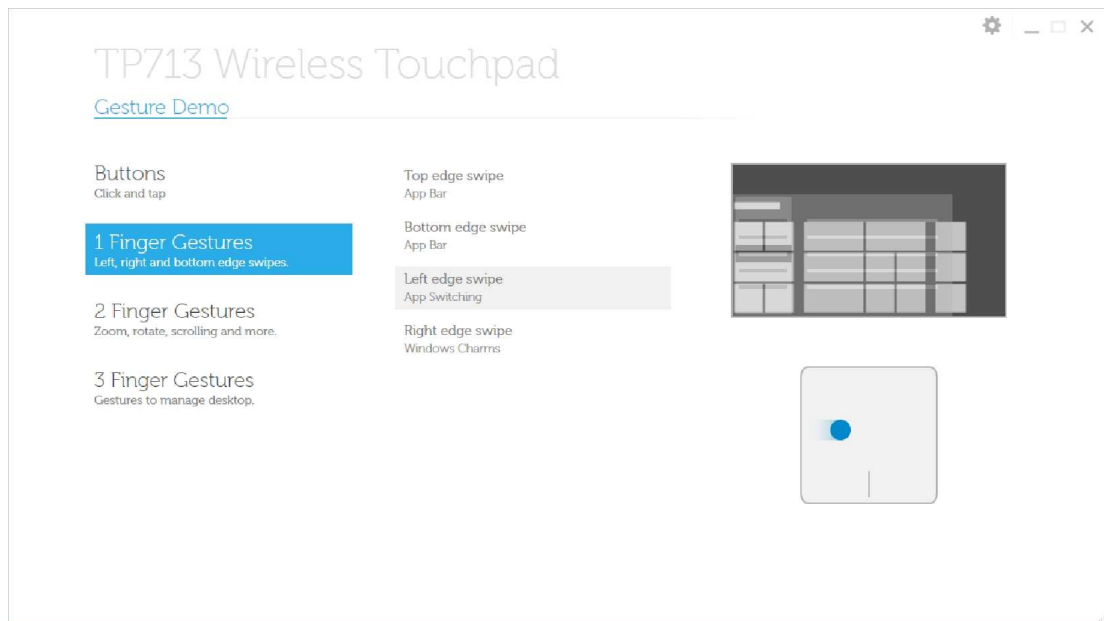 TP713 Wireless Touchpad
Gesture Demo
Buttons
Click and tap
1 Finger Gestures
Left, right and bottom edge swipes.
2 Finger Gestures
Zoom, rotate, scrolling and more.
3 Finger Gestures
Gestures to manage desktop.
Top edge swipe
App Bar
Bottom edge swipe
App Bar
Left edge swipe
App Switching
Right edge swipe
Windows Charms